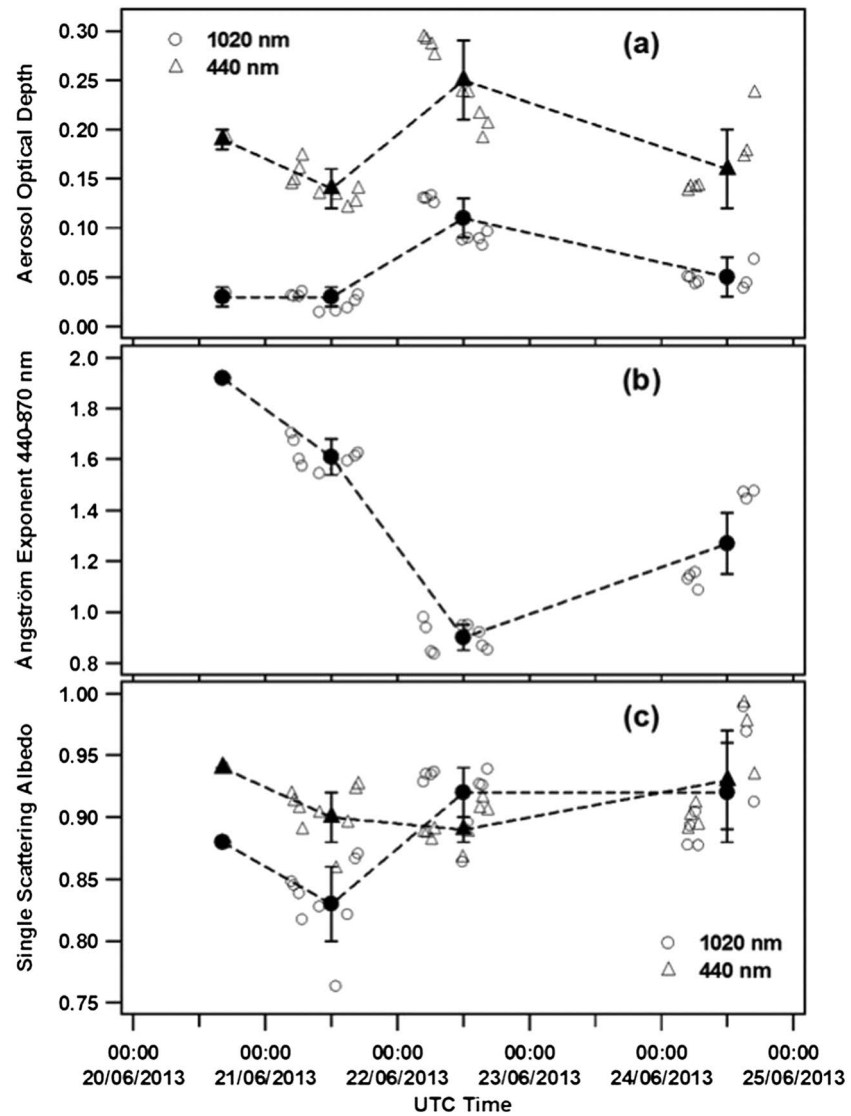 (a)
1020 nm
440 nm
0.30
0.25
0.20
0.15
0.10
0.05
0.00
Aerosol Optical Depth
(b)
2.0
1.8
1.6
1.4
1.2
1.0
0.8
Angström Exponent 440-870 nm
(c)
1.00
0.95
0.90
0.85
0.80
0.75
Single Scattering Albedo
1020 nm
440 nm
00:00 00:00 00:00 00:00 00:00 00:00
20/06/2013 21/06/2013 22/06/2013 23/06/2013 24/06/2013 25/06/2013
UTC Time